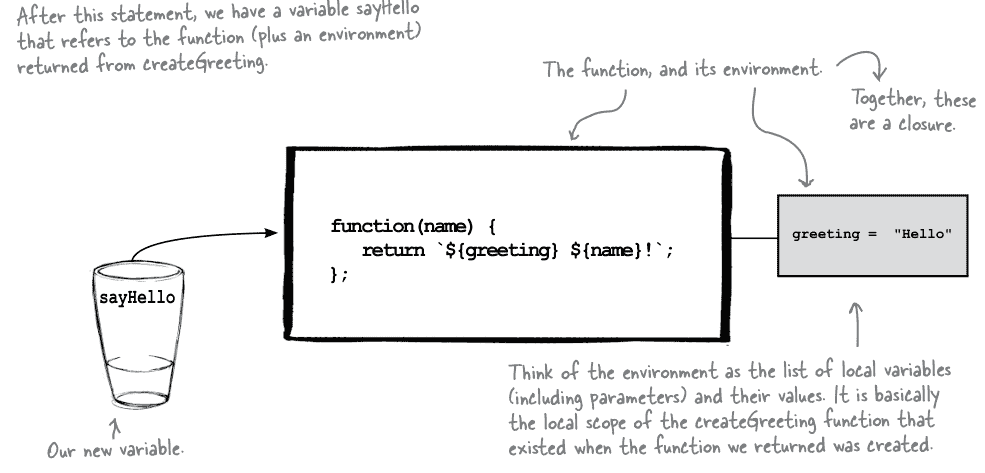 After this statement, we have a variable sayHello
that refers to the function (plus an environment)
returned from createGreeting.
The function, and its environment.
Together, these
are a closure.
function(name) {
return `${greeting} ${name}!`;
};
greeting = "Hello"
sayHello
Our new variable.
Think of the environment as the list of local variables
(including parameters) and their values. It is basically
the local scope of the createGreeting function that
existed when the function we returned was created.